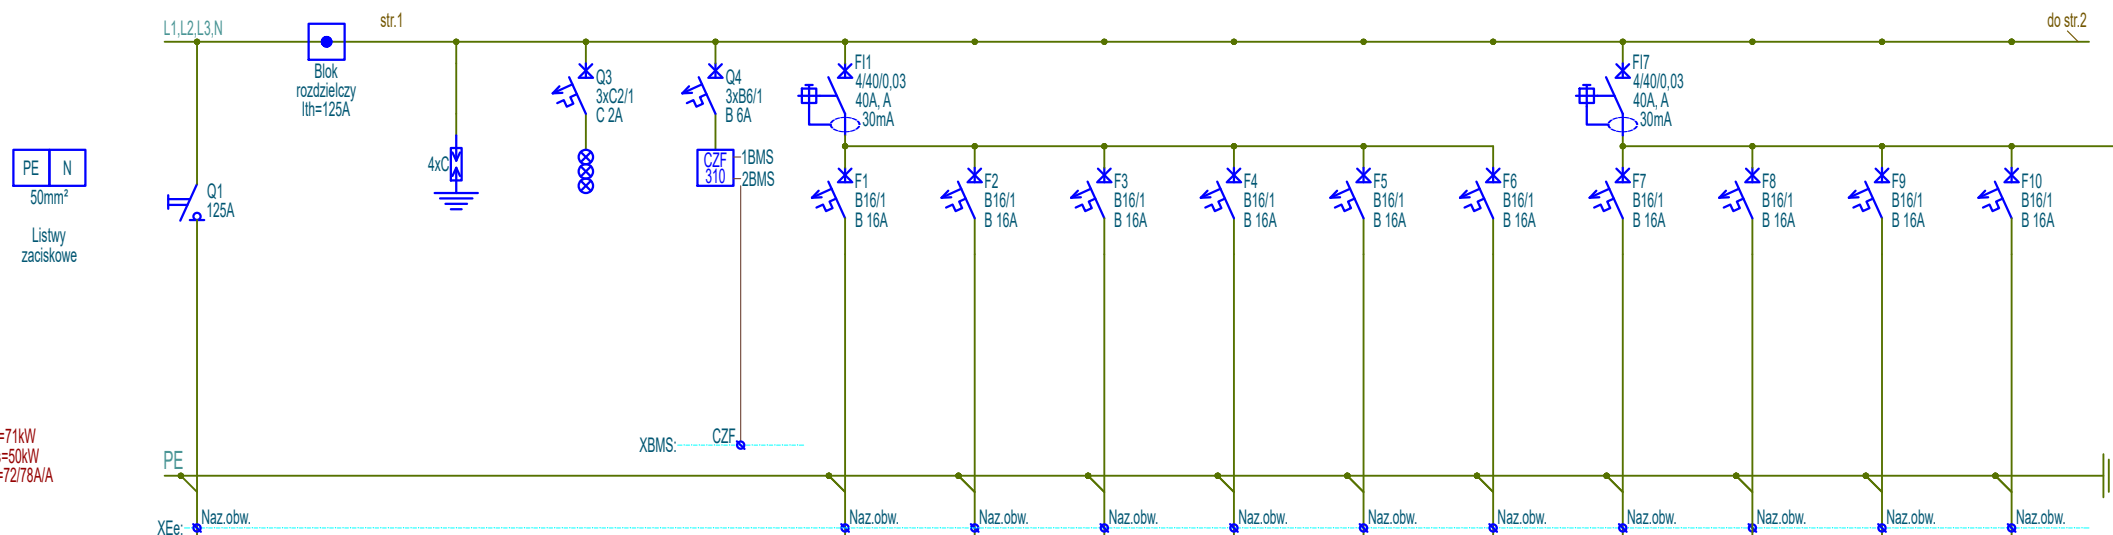 L1,L2,L3,N
str.1
do str.2
Blok
rozdzielczy
Ith=125A
Q3
3xC2/1
C 2A
Q4
3xB6/1
B 6A
FI1
4/40/0,03
40A, A
30mA
FI7
4/40/0,03
40A, A
30mA
PE
N
50mm²
Listwy
zaciskowe
Q1
125A
4xC
CZF
310
1BMS
2BMS
F1
B16/1
B 16A
F2
B16/1
B 16A
F3
B16/1
B 16A
F4
B16/1
B 16A
F5
B16/1
B 16A
F6
B16/1
B 16A
F7
B16/1
B 16A
F8
B16/1
B 16A
F9
B16/1
B 16A
F10
B16/1
B 16A
=71kW
=50kW
=72/78A/A
XBMS:
CZF
PE
XEe:
Naz.obw.
Naz.obw.
Naz.obw.
Naz.obw.
Naz.obw.
Naz.obw.
Naz.obw.
Naz.obw.
Naz.obw.
Naz.obw.
Naz.obw.